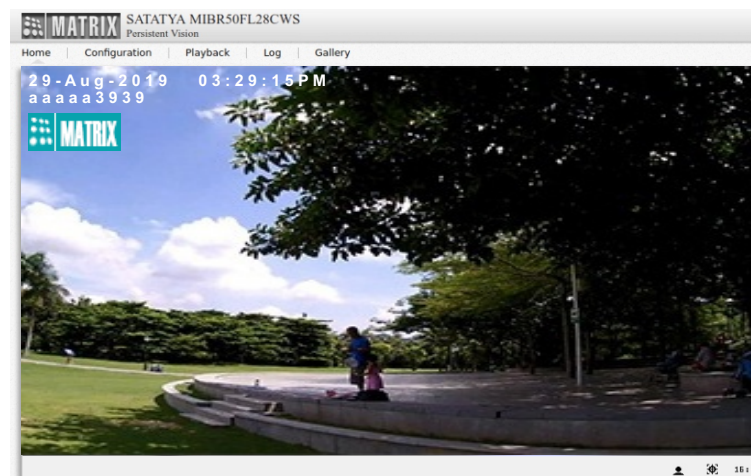 MATRIX
SATATYA MIBR50FL28CWS
Persistent Vision
Home
Configuration
Playback
Log
Gallery
29-Aug-2019 03:29:15PM
aaaaa3939
MATRIX